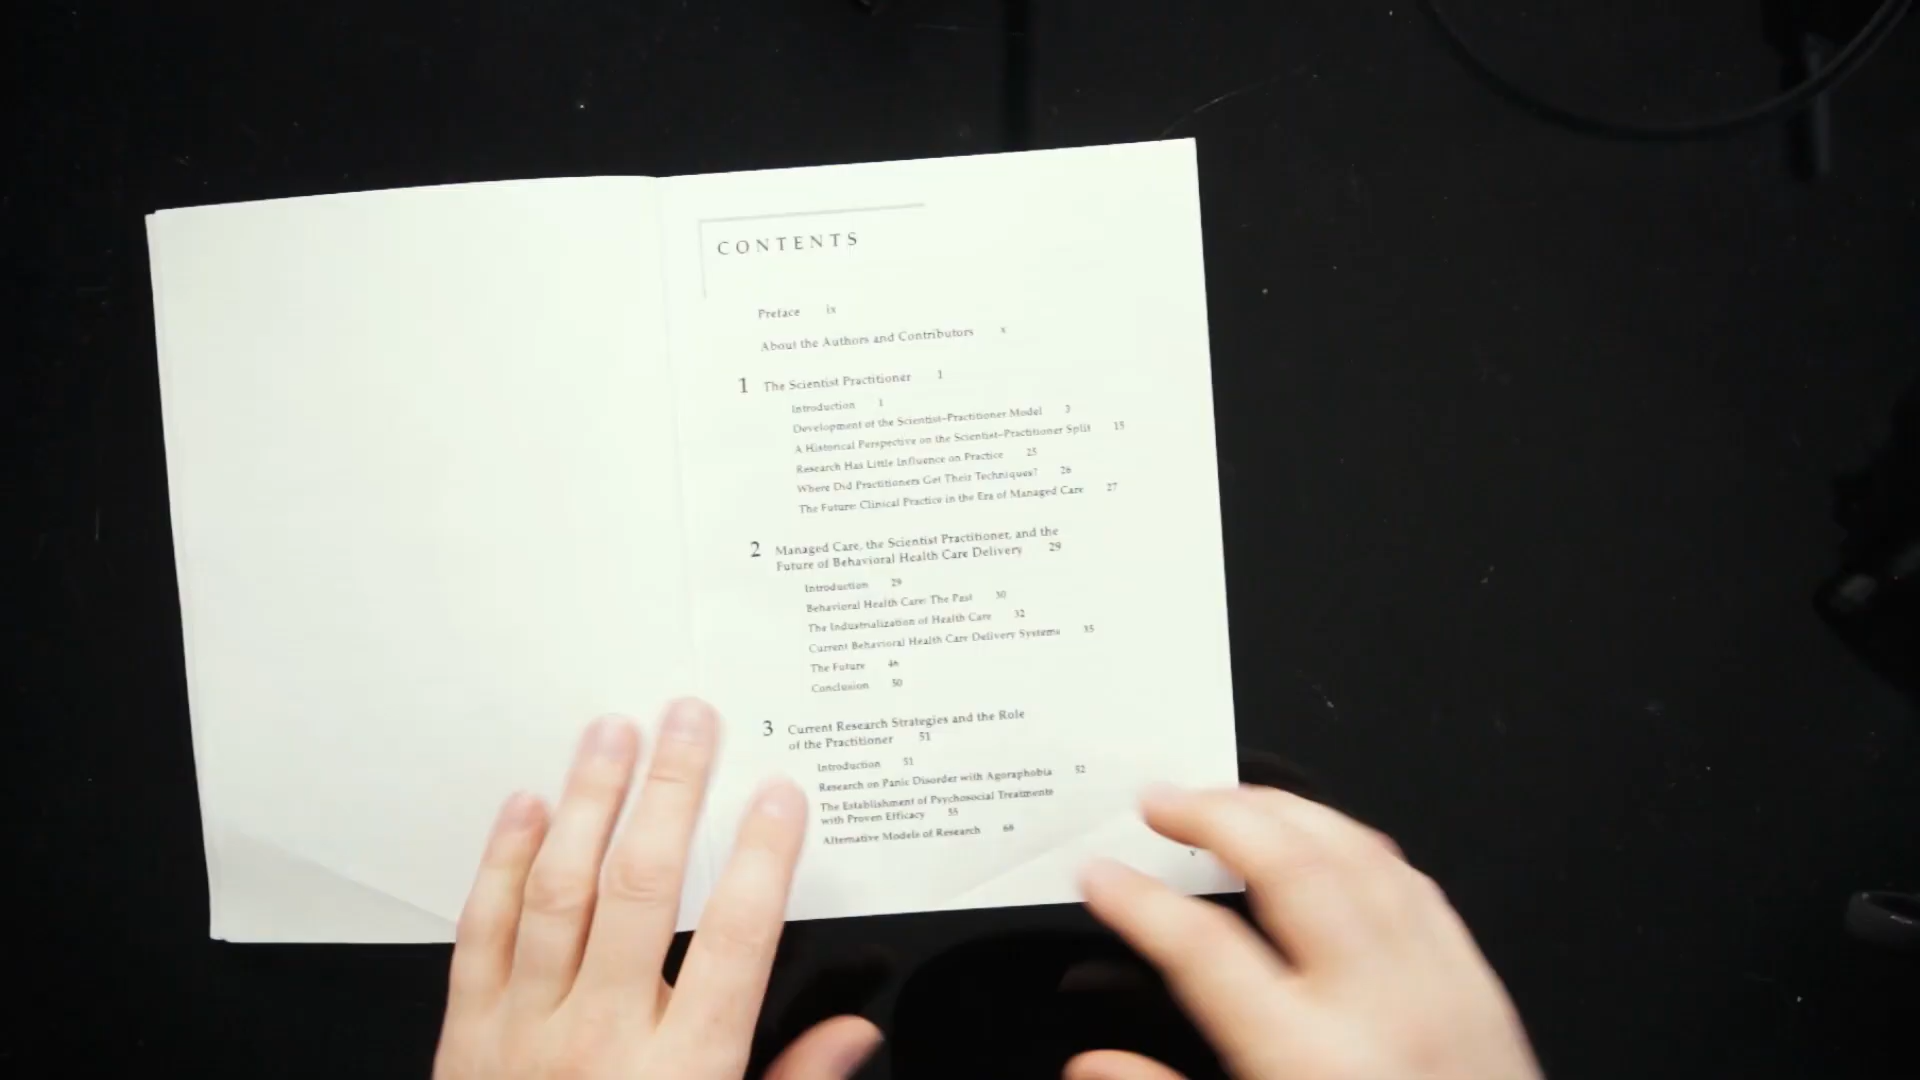 CONTENTS
Preface ix
About the Authors and Contributors x
1 The Scientist Practitioner 1
Introduction 1
Development of the Scientist–Practitioner Model 3
A Historical Perspective on the Scientist–Practitioner Split 15
Research Has Little Influence on Practice 25
Where Did Practitioners Get Their Techniques? 26
The Future: Clinical Practice in the Era of Managed Care 27
2 Managed Care, the Scientist Practitioner, and the
Future of Behavioral Health Care Delivery 29
Introduction 29
Behavioral Health Care: The Past 30
The Industrialization of Health Care 32
Current Behavioral Health Care Delivery Systems 35
The Future 46
Conclusion 50
3 Current Research Strategies and the Role
of the Practitioner 51
Introduction 51
Research on Panic Disorder with Agoraphobia 52
The Establishment of Psychosocial Treatments
with Proven Efficacy 55
Alternative Models of Research 68
v